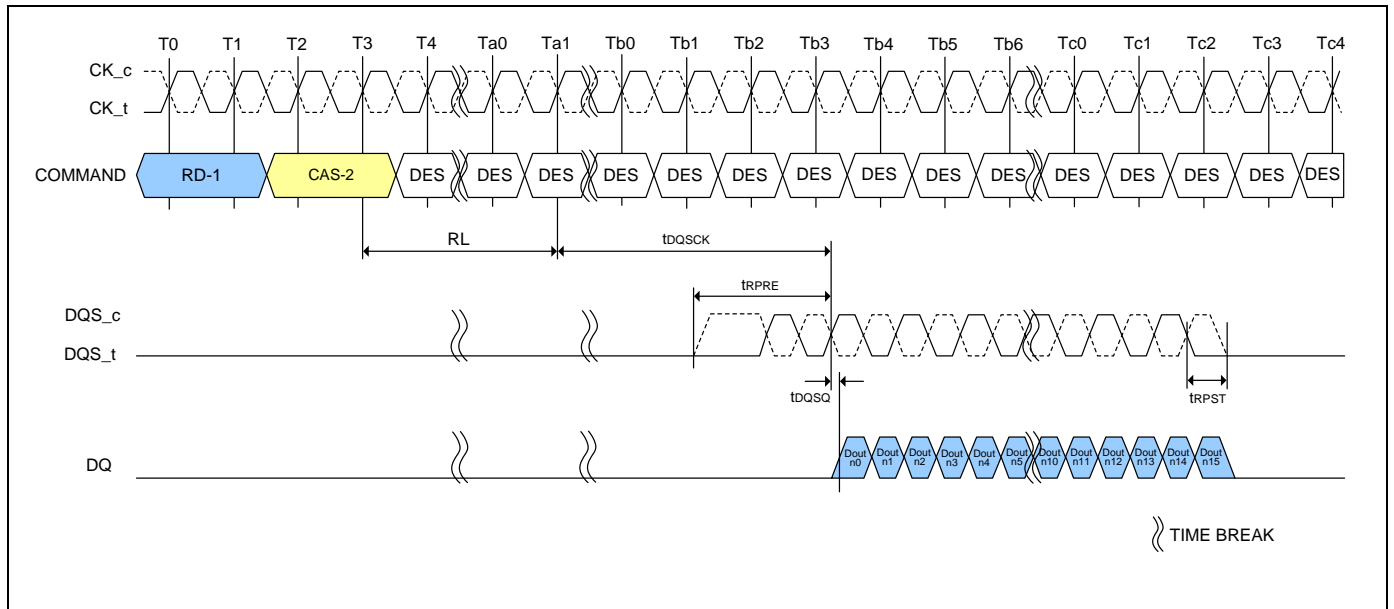 T0 T1 T2 T3 T4 Ta0 Ta1 Tb0 Tb1 Tb2 Tb3 Tb4 Tb5 Tb6 Tc0 Tc1 Tc2 Tc3 Tc4
CK_c
CK_t
COMMAND RD-1 CAS-2 DES DES DES DES DES DES DES DES DES DES DES DES DES DES DES
RL tDQSCK
tRPRE
DQS_c
DQS_t
tDQSQ tRPST
DQ
Dout Dout Dout Dout Dout Dout Dout Dout Dout Dout Dout Dout
n0 n1 n2 n3 n4 n5 n10 n11 n12 n13 n14 n15
TIME BREAK